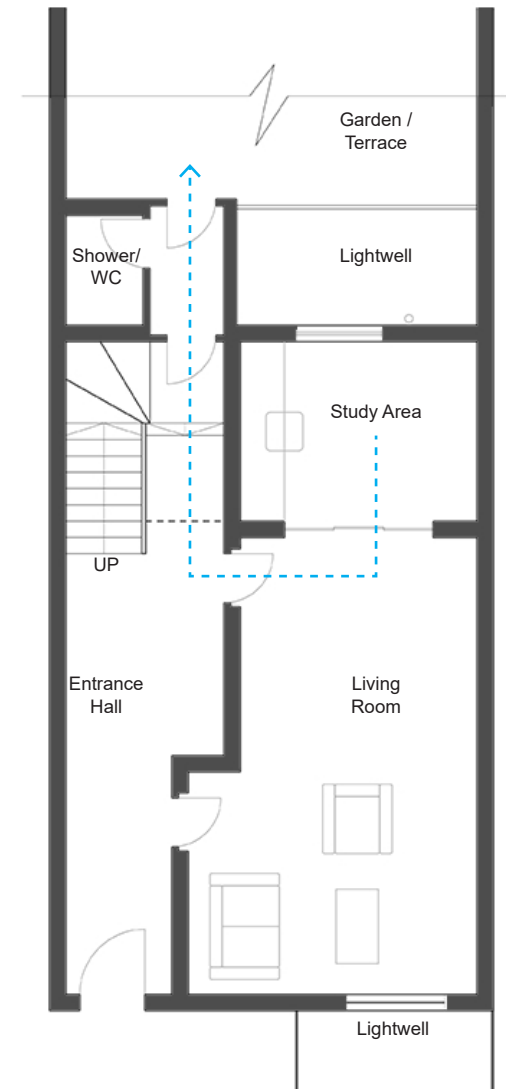 Garden /
Terrace
Shower/
WC
Lightwell
Study Area
UP
Entrance
Hall
Living
Room
Lightwell